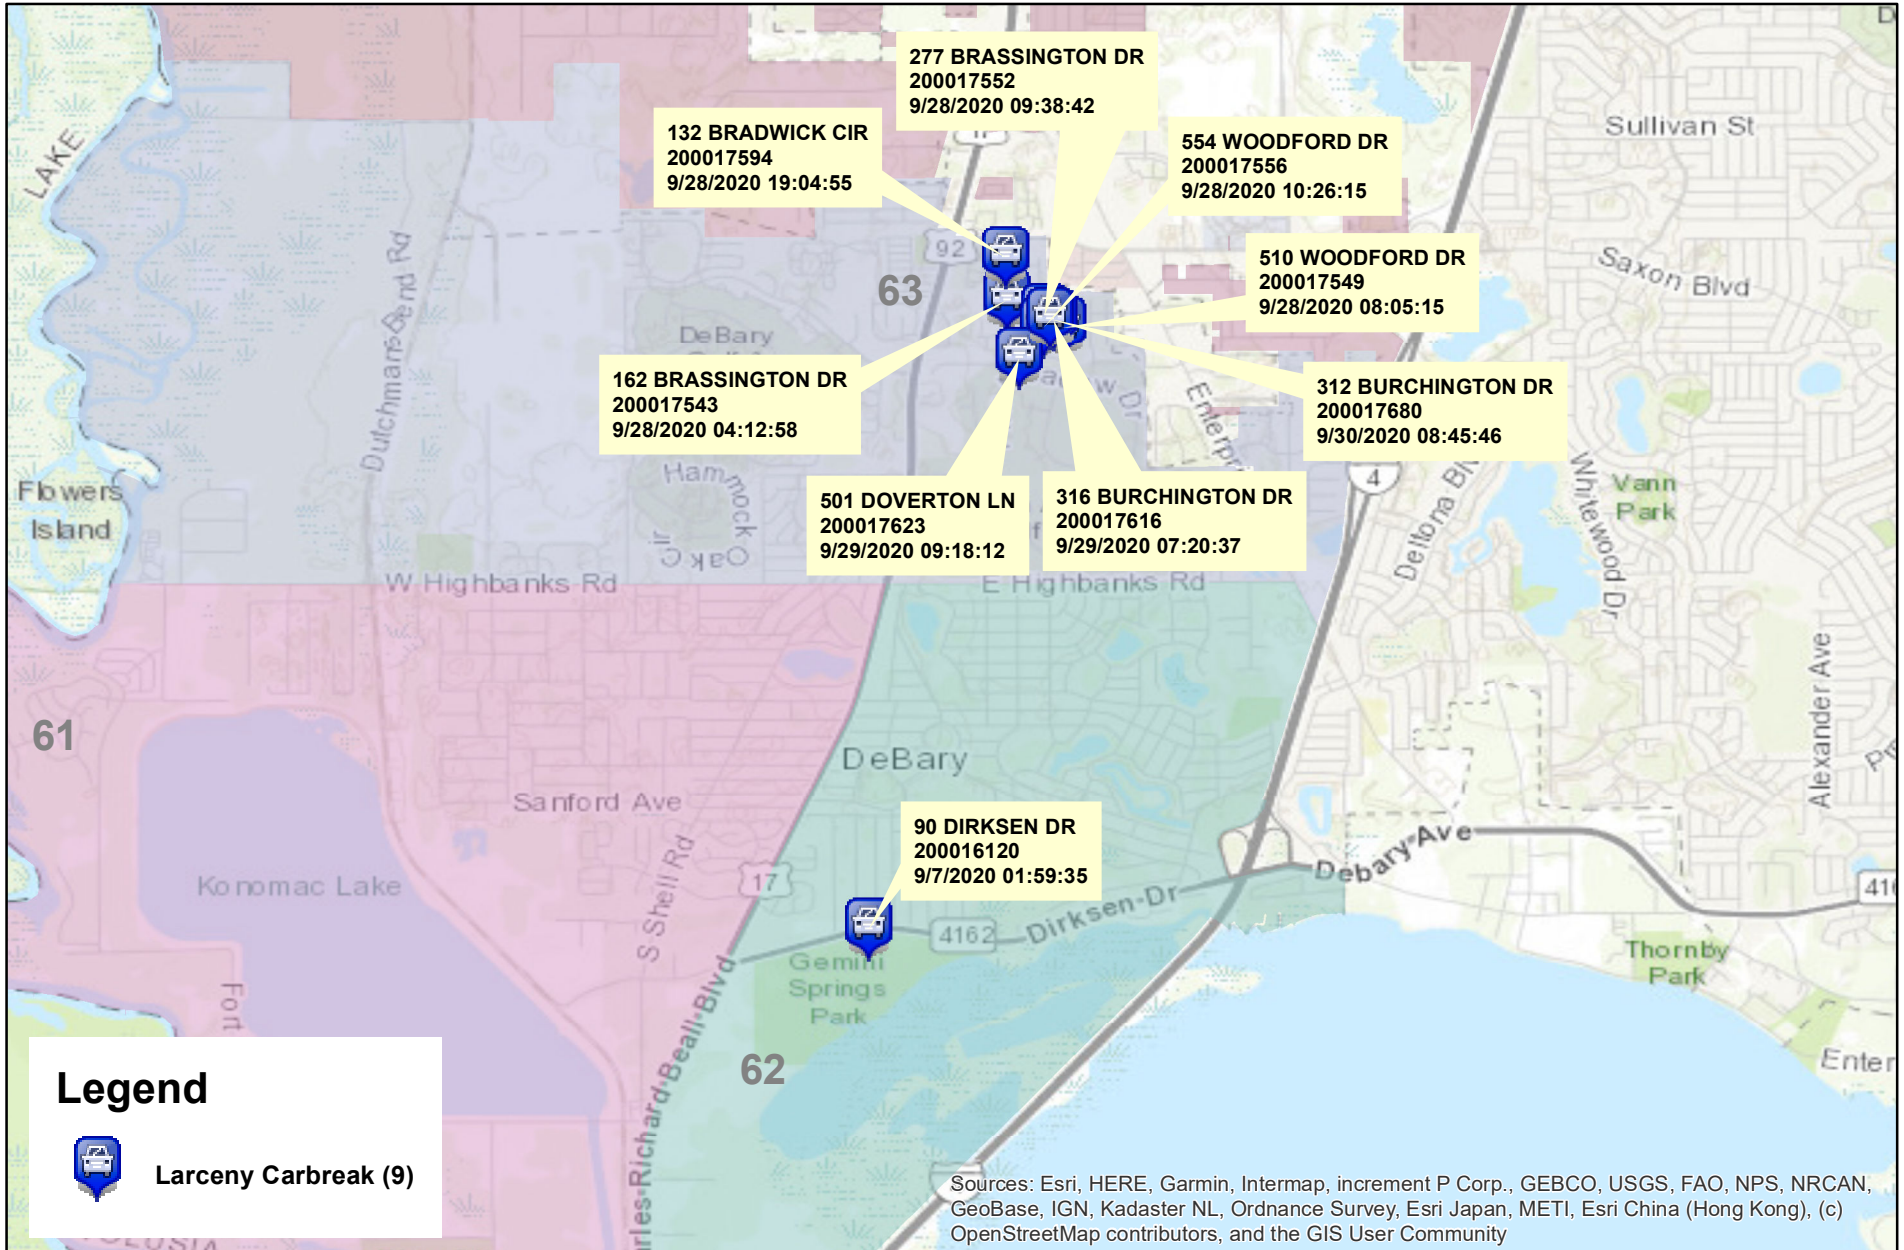 277 BRASSINGTON DR
200017552
9/28/2020 09:38:42
132 BRADWICK CIR
200017594
9/28/2020 19:04:55
554 WOODFORD DR
200017556
9/28/2020 10:26:15
Sullivan St
LAKE
510 WOODFORD DR
200017549
9/28/2020 08:05:15
92
63
Saxon Blvd
DeBary
162 BRASSINGTON DR
200017543
9/28/2020 04:12:58
312 BURCHINGTON DR
200017680
9/30/2020 08:45:46
Hammock
Oak Cir
501 DOVERTON LN
200017623
9/29/2020 09:18:12
316 BURCHINGTON DR
200017616
9/29/2020 07:20:37
4
Whitewood Dr
Vann
Park
Flowers
Island
W Highbanks Rd
E Highbanks Rd
Alexander Ave
61
DeBary
Sanford Ave
90 DIRKSEN DR
200016120
9/7/2020 01:59:35
Debary Ave
Konomac Lake
S Shell Rd
17
4162
Dirksen Dr
Gemini
Springs
Park
Thornby
Park
Fort
62
Legend
Larceny Carbreak (9)
Sources: Esri, HERE, Garmin, Intermap, increment P Corp., GEBCO, USGS, FAO, NPS, NRCAN,
GeoBase, IGN, Kadaster NL, Ordnance Survey, Esri Japan, METI, Esri China (Hong Kong), (c)
OpenStreetMap contributors, and the GIS User Community